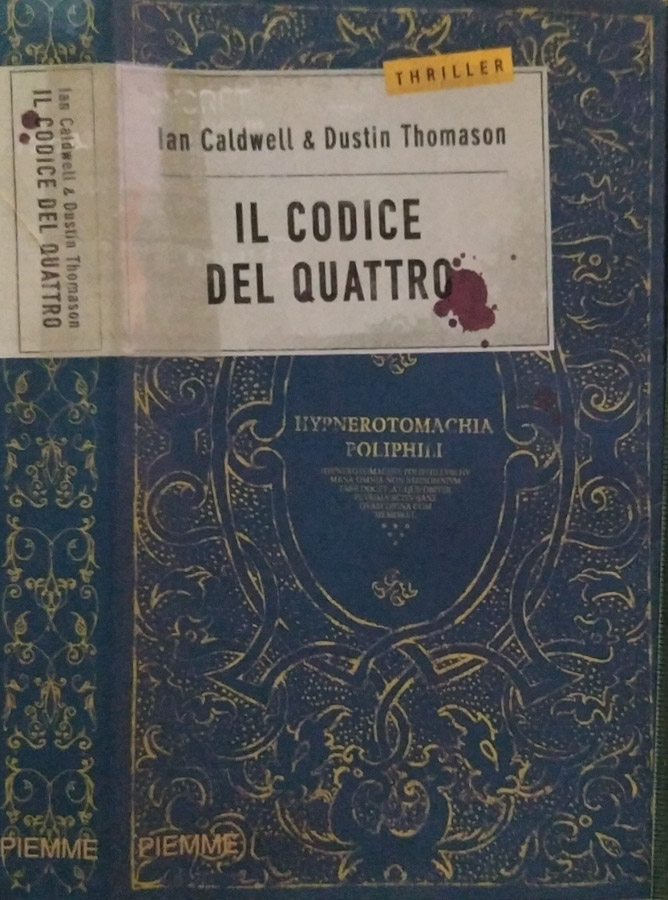 THRILLER
Ian Caldwell & Dustin Thomason
IL CODICE
DEL QUATTRO
Ian Caldwell & Dustin Thomason
IL CODICE DEL QUATTRO
HYPNEROTOMACHIA
POLIPHILI
PIEMME
PIEMME